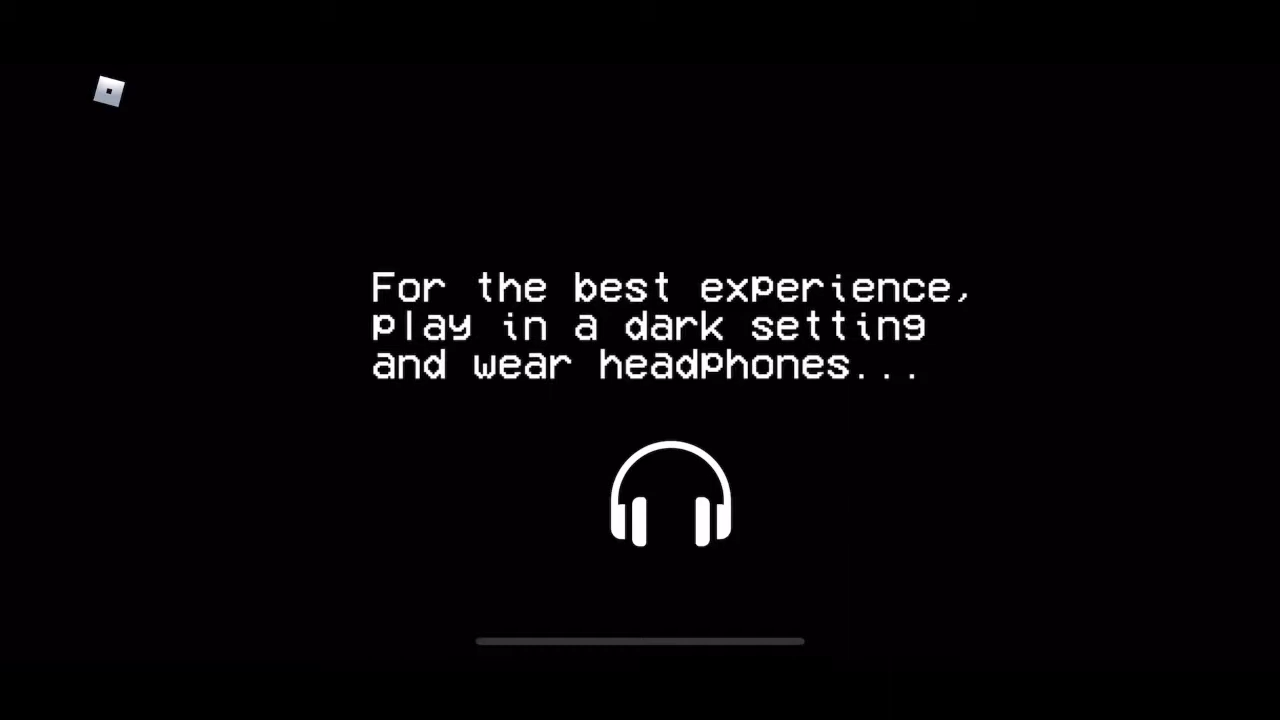 For the best experience,
play in a dark setting
and wear headphones...